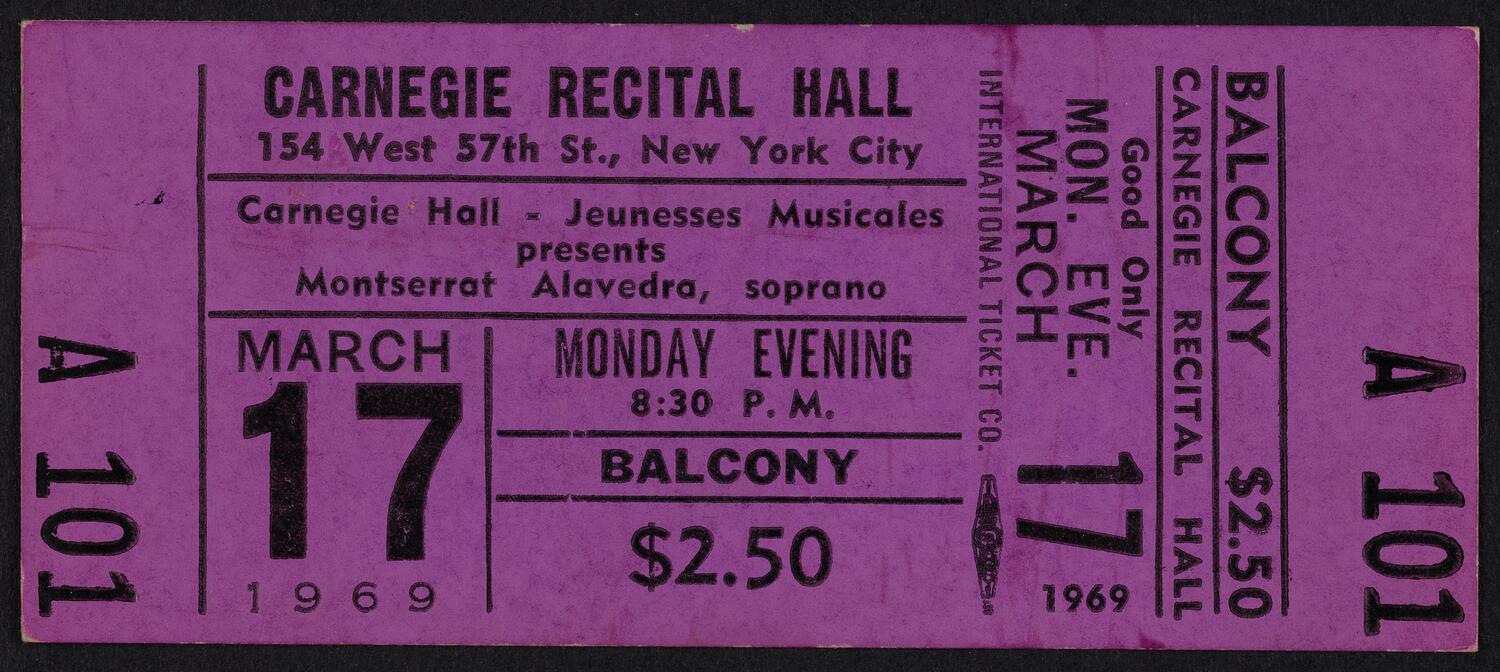 A 101
CARNEGIE RECITAL HALL
154 West 57th St., New York City
Carnegie Hall - Jeunesses Musicales
presents
Montserrat Alavedra, soprano
MARCH
17
1969
MONDAY EVENING
8:30 P. M.
BALCONY
$2.50
INTERNATIONAL TICKET CO.
Good Only
MON. EVE.
MARCH 17
1969
CARNEGIE RECITAL HALL
BALCONY $2.50
A 101